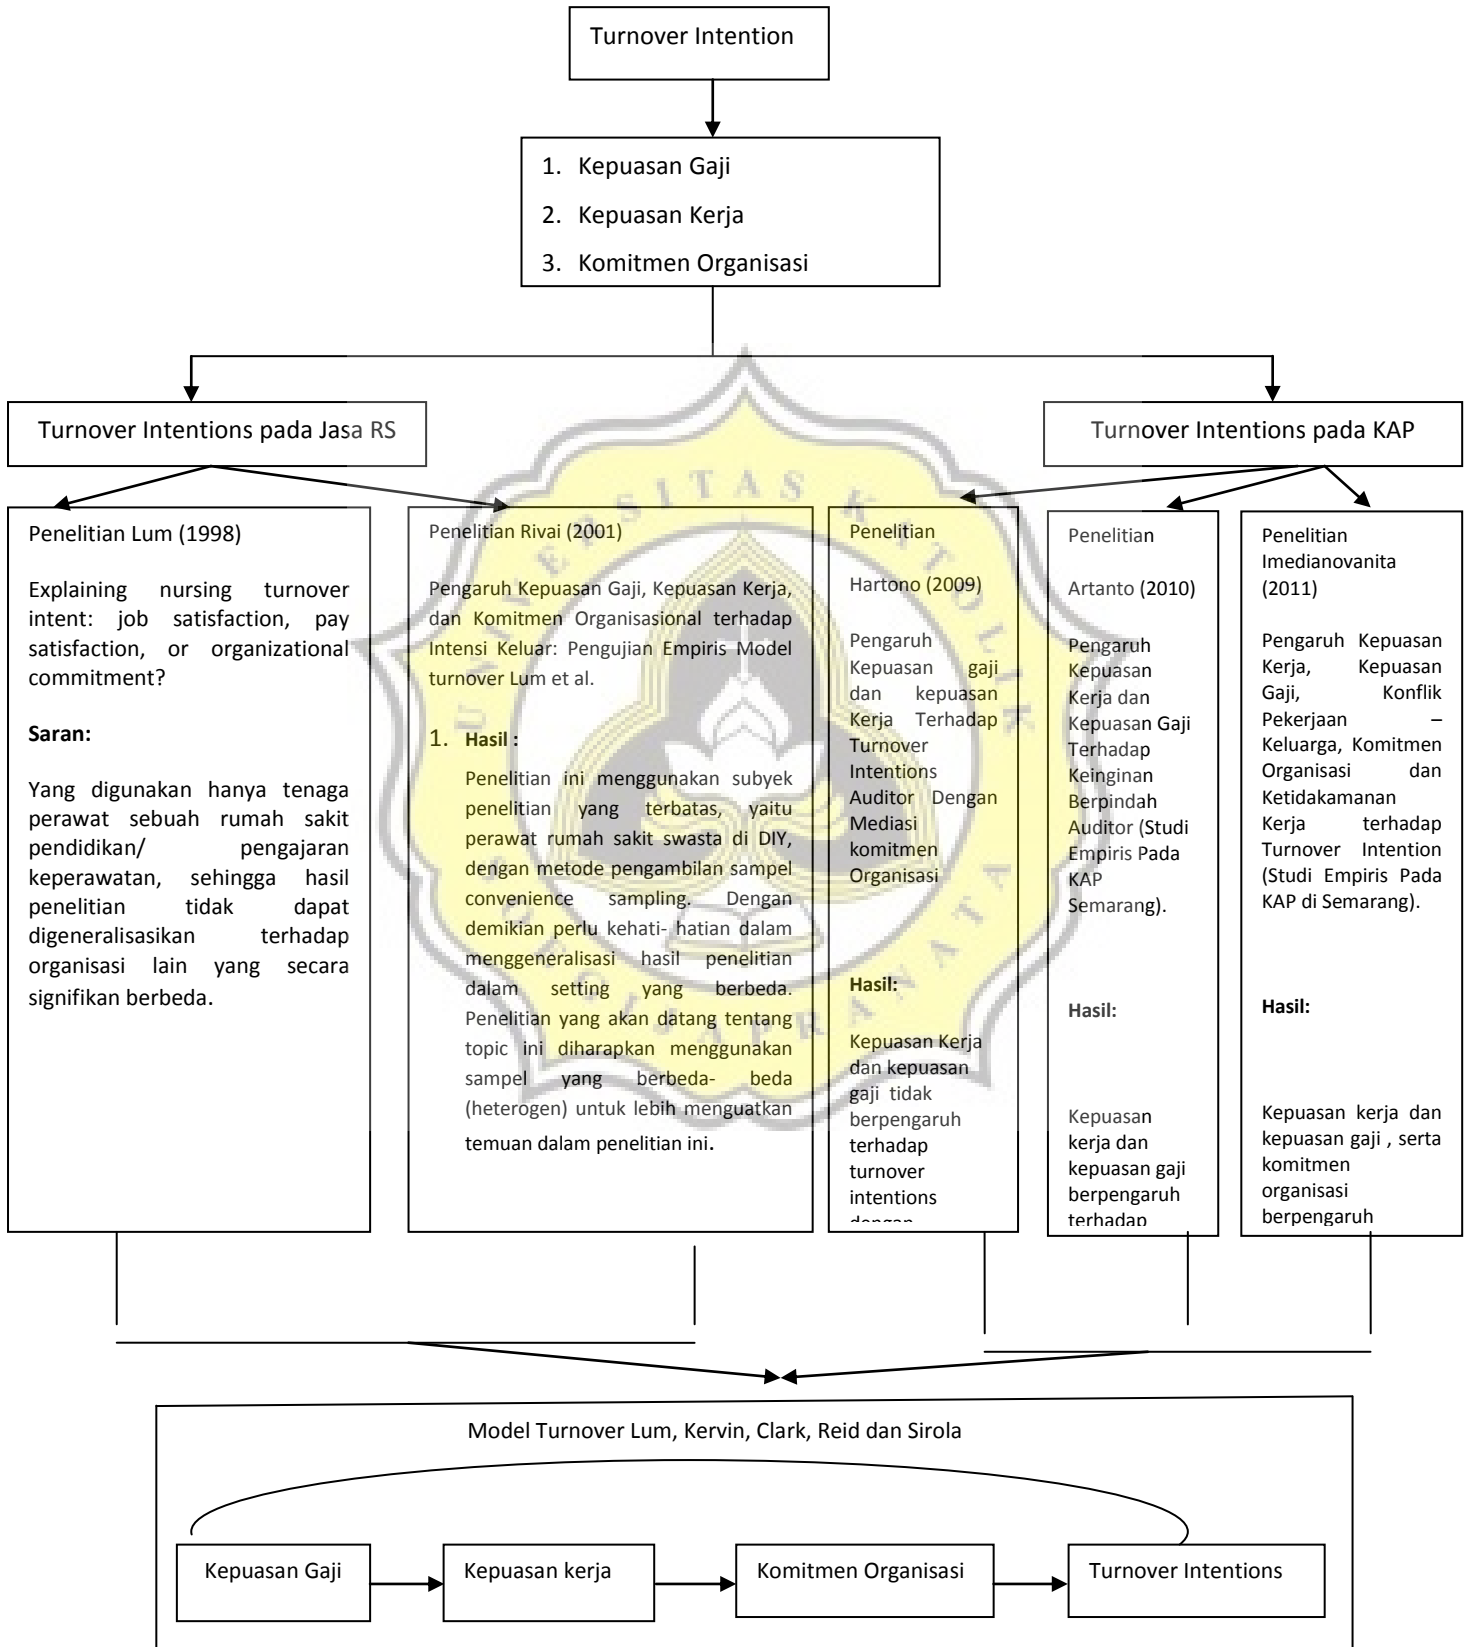 Turnover Intention
1. Kepuasan Gaji
2. Kepuasan Kerja
3. Komitmen Organisasi
Turnover Intentions pada Jasa RS
Turnover Intentions pada KAP
Penelitian Lum (1998)
Explaining nursing turnover
intent: job satisfaction, pay
satisfaction, or organizational
commitment?
Saran:
Yang digunakan hanya tenaga
perawat sebuah rumah sakit
pendidikan/ pengajaran
keperawatan, sehingga hasil
penelitian tidak dapat
digeneralisasikan terhadap
organisasi lain yang secara
signifikan berbeda.
Penelitian Rivai (2001)
Pengaruh Kepuasan Gaji, Kepuasan Kerja,
dan Komitmen Organisasional terhadap
Intensi Keluar: Pengujian Empiris Model
turnover Lum et al.
1. Hasil :
Penelitian ini menggunakan subyek
penelitian yang terbatas, yaitu
perawat rumah sakit swasta di DIY,
dengan metode pengambilan sampel
convenience sampling. Dengan
demikian perlu kehati- hatian dalam
menggeneralisasi hasil penelitian
dalam setting yang berbeda.
Penelitian yang akan datang tentang
topic ini diharapkan menggunakan
sampel yang berbeda- beda
(heterogen) untuk lebih menguatkan
temuan dalam penelitian ini.
Penelitian
Hartono (2009)
Pengaruh
Kepuasan gaji
dan kepuasan
Kerja Terhadap
Turnover
Intentions
Auditor Dengan
Mediasi
komitmen
Organisasi
Hasil:
Kepuasan Kerja
dan kepuasan
gaji tidak
berpengaruh
terhadap
turnover
intentions
dengan
Penelitian
Artanto (2010)
Pengaruh
Kepuasan
Kerja dan
Kepuasan Gaji
Terhadap
Keinginan
Berpindah
Auditor (Studi
Empiris Pada
KAP
Semarang).
Hasil:
Kepuasan
kerja dan
kepuasan gaji
berpengaruh
terhadap
Penelitian
Imedianovanita
(2011)
Pengaruh Kepuasan
Kerja, Kepuasan
Gaji, Konflik
Pekerjaan –
Keluarga, Komitmen
Organisasi dan
Ketidakamanan
Kerja terhadap
Turnover Intention
(Studi Empiris Pada
KAP di Semarang).
Hasil:
Kepuasan kerja dan
kepuasan gaji , serta
komitmen
organisasi
berpengaruh
UNIVERSITAS KATOLIK
SOEGIJAPRANATA
Model Turnover Lum, Kervin, Clark, Reid dan Sirola
Kepuasan Gaji
Kepuasan kerja
Komitmen Organisasi
Turnover Intentions